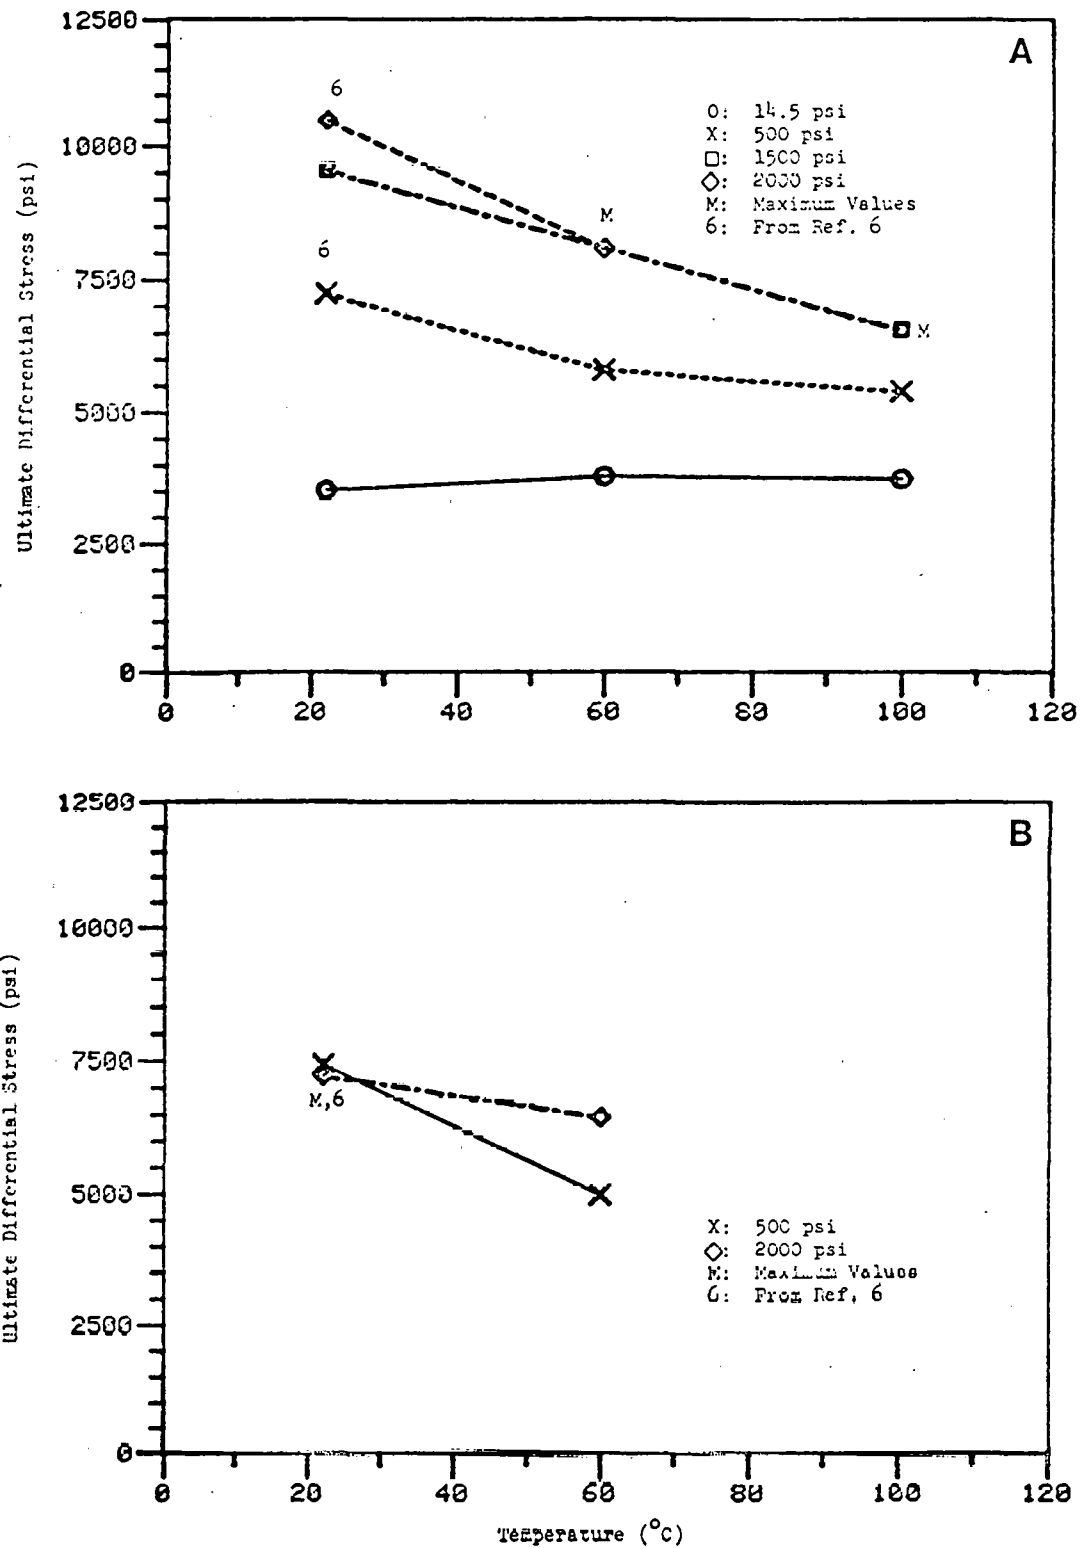 12500
A
6
O: 14.5 psi
X: 500 psi
□: 1500 psi
◇: 2000 psi
M: Maximum Values
6: From Ref. 6
10000
M
6
7500
M
5000
2500
0
0 20 40 60 80 100 120
Ultimate Differential Stress (psi)
12500
B
10000
7500
M,6
5000
X: 500 psi
◇: 2000 psi
M: Maximum Values
6: From Ref. 6
2500
0
0 20 40 60 80 100 120
Ultimate Differential Stress (psi)
Temperature (°C)